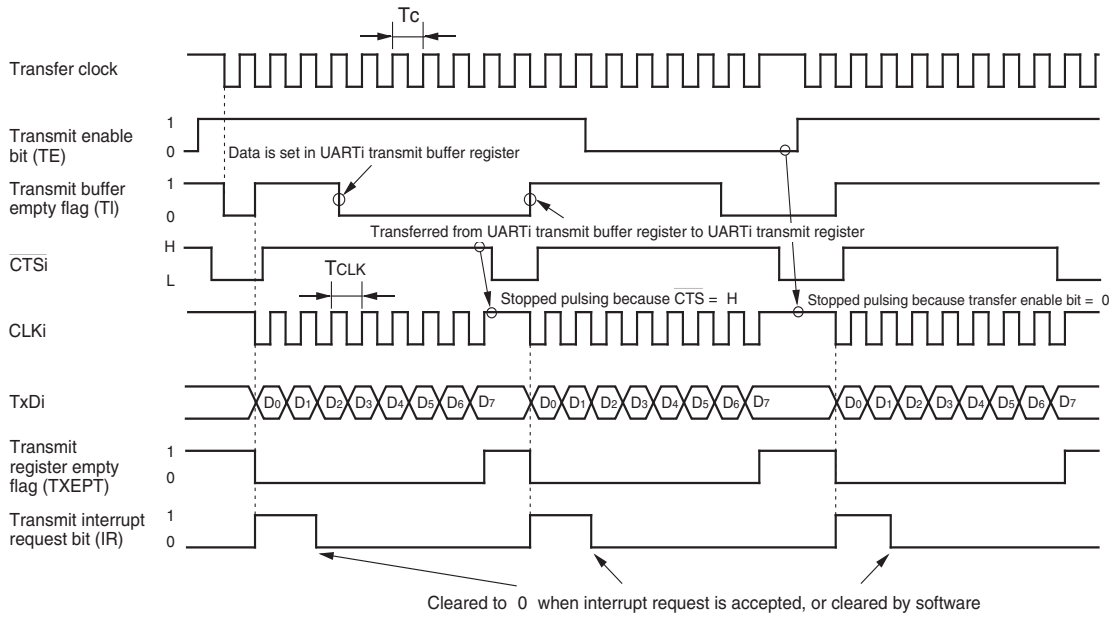 Tc
Transfer clock
Transmit enable
bit (TE)
1
0
Data is set in UARTi transmit buffer register
Transmit buffer
empty flag (TI)
1
0
Transferred from UARTi transmit buffer register to UARTi transmit register
CTSi
H
L
TCLK
Stopped pulsing because CTS = H
Stopped pulsing because transfer enable bit = 0
CLKi
TxDi
D0 D1 D2 D3 D4 D5 D6 D7 D0 D1 D2 D3 D4 D5 D6 D7 D0 D1 D2 D3 D4 D5 D6 D7
Transmit
register empty
flag (TXEPT)
1
0
Transmit interrupt
request bit (IR)
1
0
Cleared to 0 when interrupt request is accepted, or cleared by software